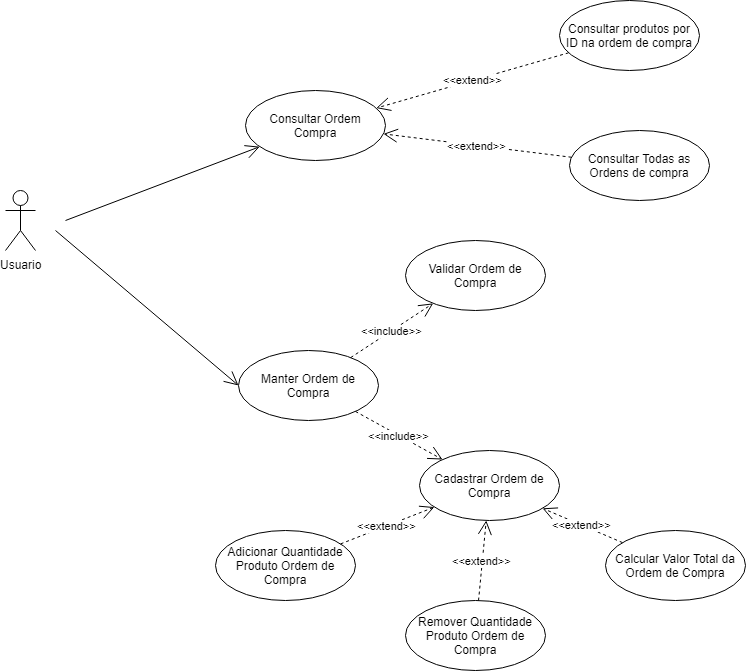 Consultar produtos por
ID na ordem de compra
<<extend>>
Consultar Ordem
Compra
<<extend>>
Consultar Todas as
Ordens de compra
Usuario
Validar Ordem de
Compra
<<include>>
Manter Ordem de
Compra
<<include>>
Cadastrar Ordem de
Compra
<<extend>>
<<extend>>
Adicionar Quantidade
Produto Ordem de
Compra
<<extend>>
Calcular Valor Total da
Ordem de Compra
Remover Quantidade
Produto Ordem de
Compra